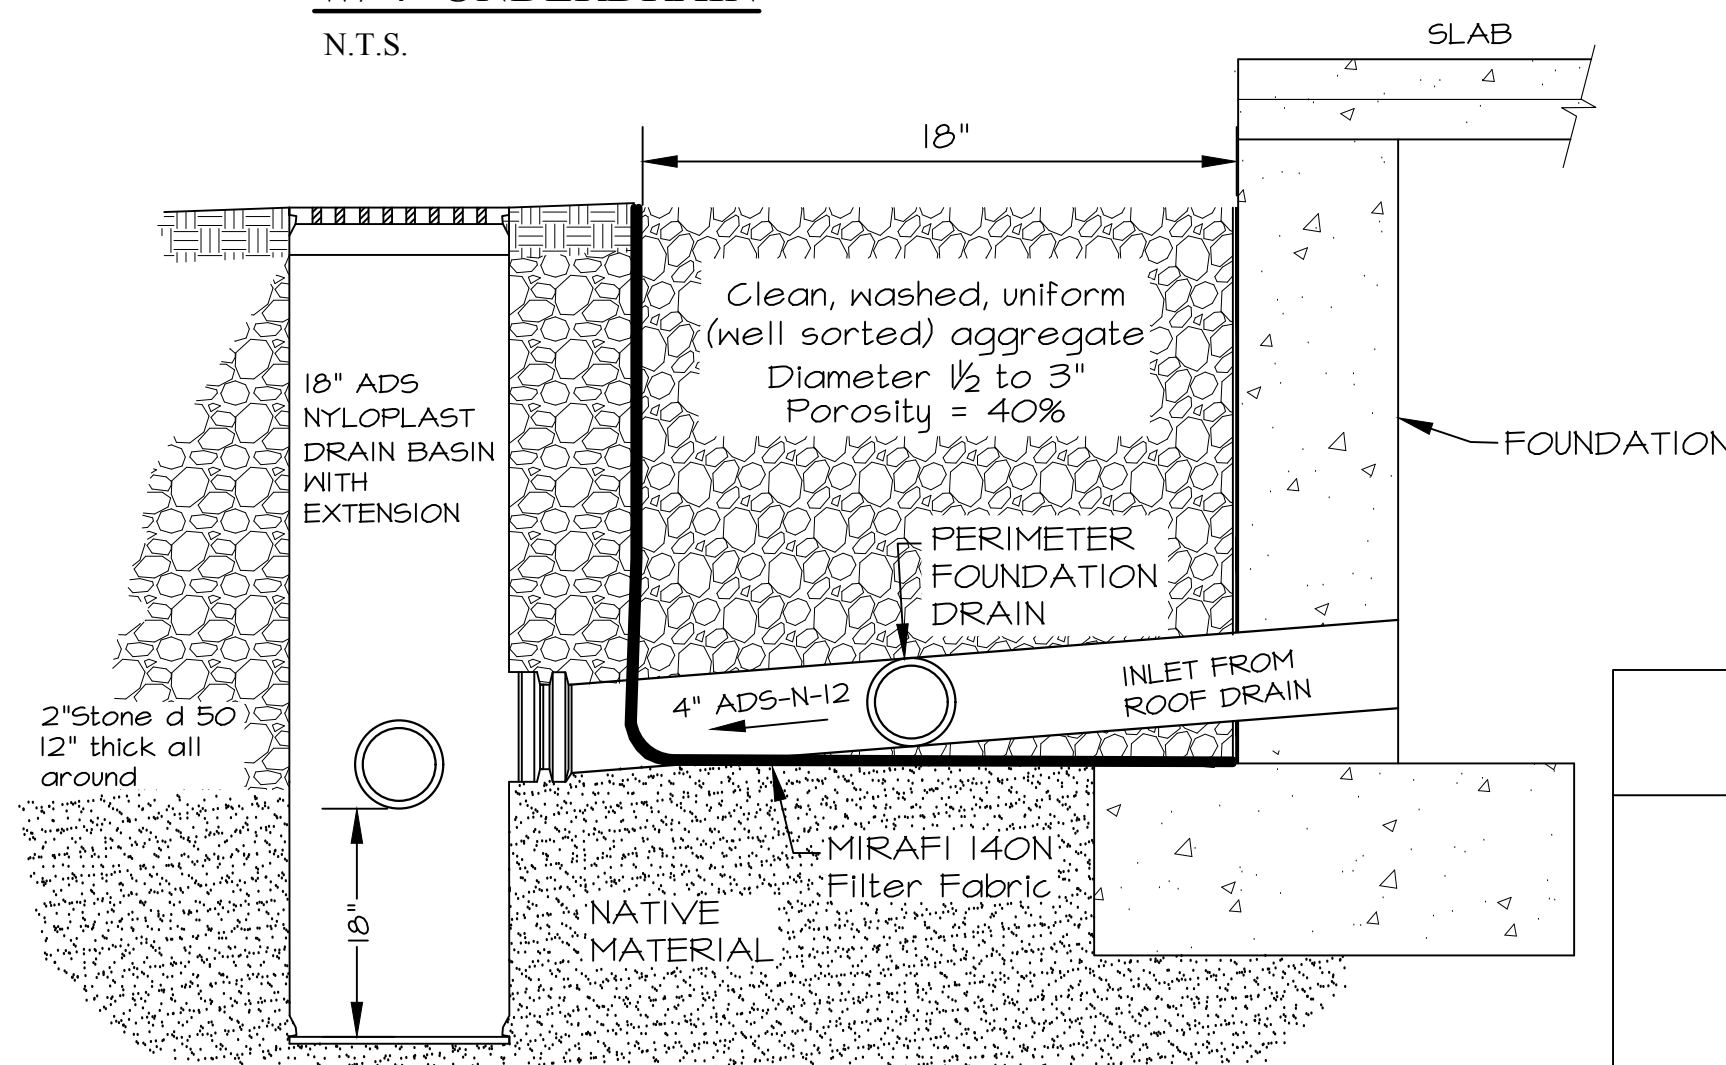 UNDERDRAIN
N.T.S.
SLAB
18"
Clean, washed, uniform
(well sorted) aggregate
Diameter 1½ to 3"
Porosity = 40%
18" ADS
NYLOPLAST
DRAIN BASIN
WITH
EXTENSION
FOUNDATION
PERIMETER
FOUNDATION
DRAIN
INLET FROM
ROOF DRAIN
4" ADS-N-12
2"Stone d 50
12" thick all
around
MIRAFI 140N
Filter Fabric
18"
NATIVE
MATERIAL